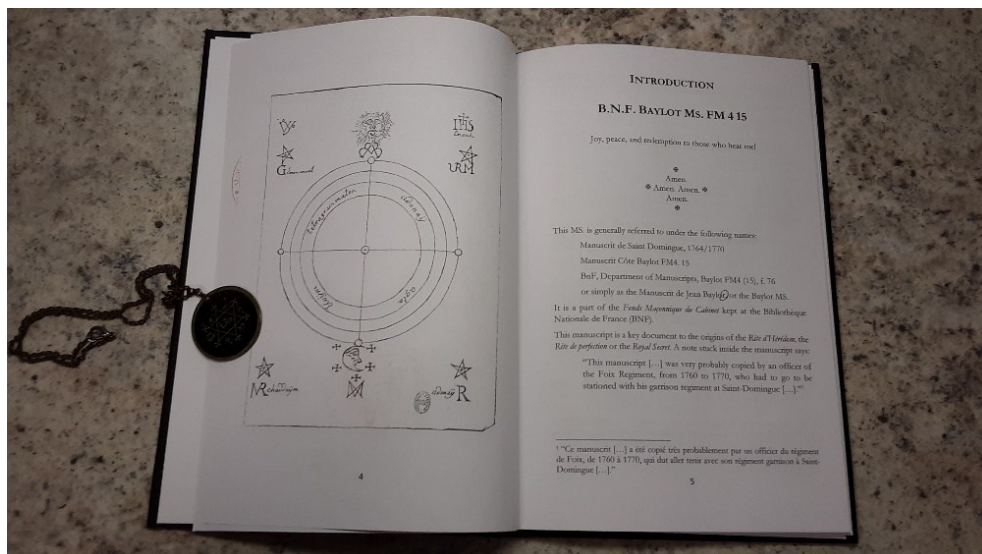 IHS
G
tetragrammaton
adonay
R
4
INTRODUCTION
B.N.F. BAYLOT MS. FM 4 15
Joy, peace, and redemption to those who hear me!
Amen.
Amen. Amen.
Amen.
This MS. is generally referred to under the following names:
Manuscrit de Saint Domingue, 1764/1770
Manuscrit Côte Baylot FM4. 15
BnF, Department of Manuscripts, Baylot FM4 (15), f. 76
or simply as the Manuscrit de Jean Baylot, or the Baylot MS.
It is a part of the Fonds Maçonnique du Cabinet kept at the Bibliothèque
Nationale de France (BNF).
This manuscript is a key document to the origins of the Rite d'Héredom, the
Rite de perfection or the Royal Secret. A note stuck inside the manuscript says:
“This manuscript […] was very probably copied by an officer of
the Foix Regiment, from 1760 to 1770, who had to go to be
stationed with his garrison regiment at Saint-Domingue […].”¹
¹ “Ce manuscrit […] a été copié très probablement par un officier du régiment
de Foix, de 1760 à 1770, qui dut aller tenir avec son régiment garnison à Saint-
Domingue […].”
5